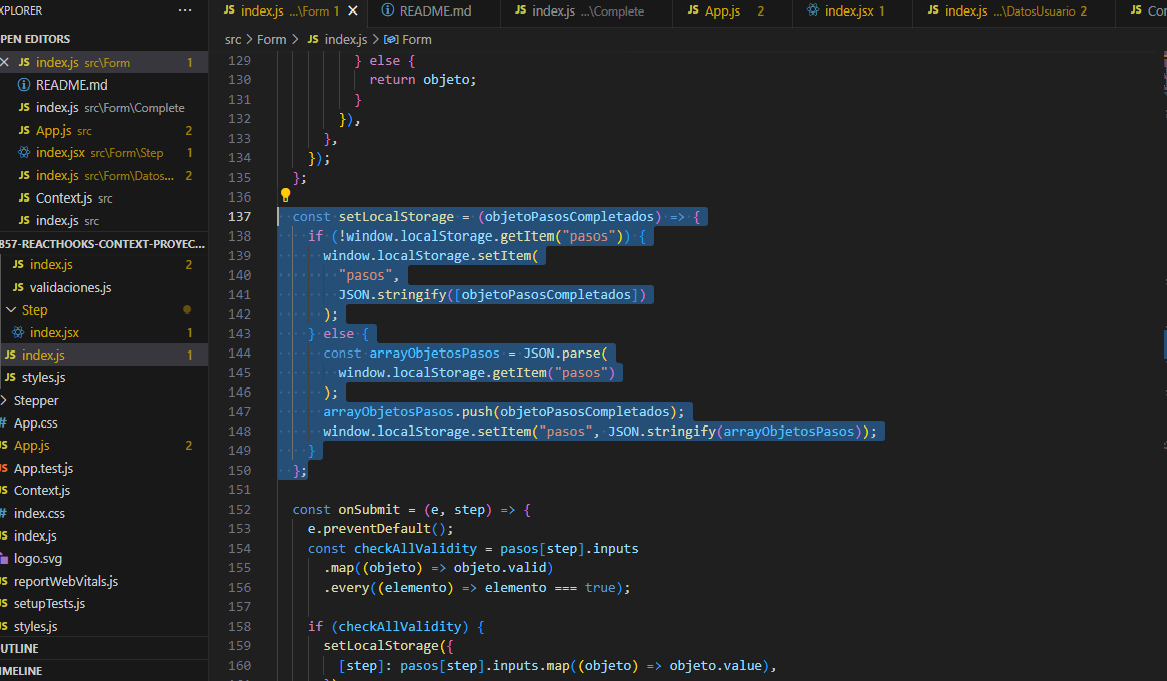 EXPLORER
···
JS index.js ...\Form 1 ×
README.md
JS index.js ...\Complete
JS App.js 2
index.jsx 1
JS index.js ...\DatosUsuario 2
JS Con
OPEN EDITORS
× JS index.js src\Form 1
README.md
JS index.js src\Form\Complete
JS App.js src 2
index.jsx src\Form\Step 1
JS index.js src\Form\Datos... 2
JS Context.js src
JS index.js src
857-REACTHOOKS-CONTEXT-PROYEC...
JS index.js 2
JS validaciones.js
Step
index.jsx 1
JS index.js 1
JS styles.js
> Stepper
# App.css
JS App.js 2
JS App.test.js
JS Context.js
# index.css
JS index.js
logo.svg
JS reportWebVitals.js
JS setupTests.js
JS styles.js
OUTLINE
TIMELINE
src > Form > JS index.js > Form
129 } else {
130 return objeto;
131 }
132 }),
133 },
134 });
135 };
136
137 const setLocalStorage = (objetoPasosCompletados) => {
138 if (!window.localStorage.getItem("pasos")) {
139 window.localStorage.setItem(
140 "pasos",
141 JSON.stringify([objetoPasosCompletados])
142 );
143 } else {
144 const arrayObjetosPasos = JSON.parse(
145 window.localStorage.getItem("pasos")
146 );
147 arrayObjetosPasos.push(objetoPasosCompletados);
148 window.localStorage.setItem("pasos", JSON.stringify(arrayObjetosPasos));
149 }
150 };
151
152 const onSubmit = (e, step) => {
153 e.preventDefault();
154 const checkAllValidity = pasos[step].inputs
155 .map((objeto) => objeto.valid)
156 .every((elemento) => elemento === true);
157
158 if (checkAllValidity) {
159 setLocalStorage({
160 [step]: pasos[step].inputs.map((objeto) => objeto.value),